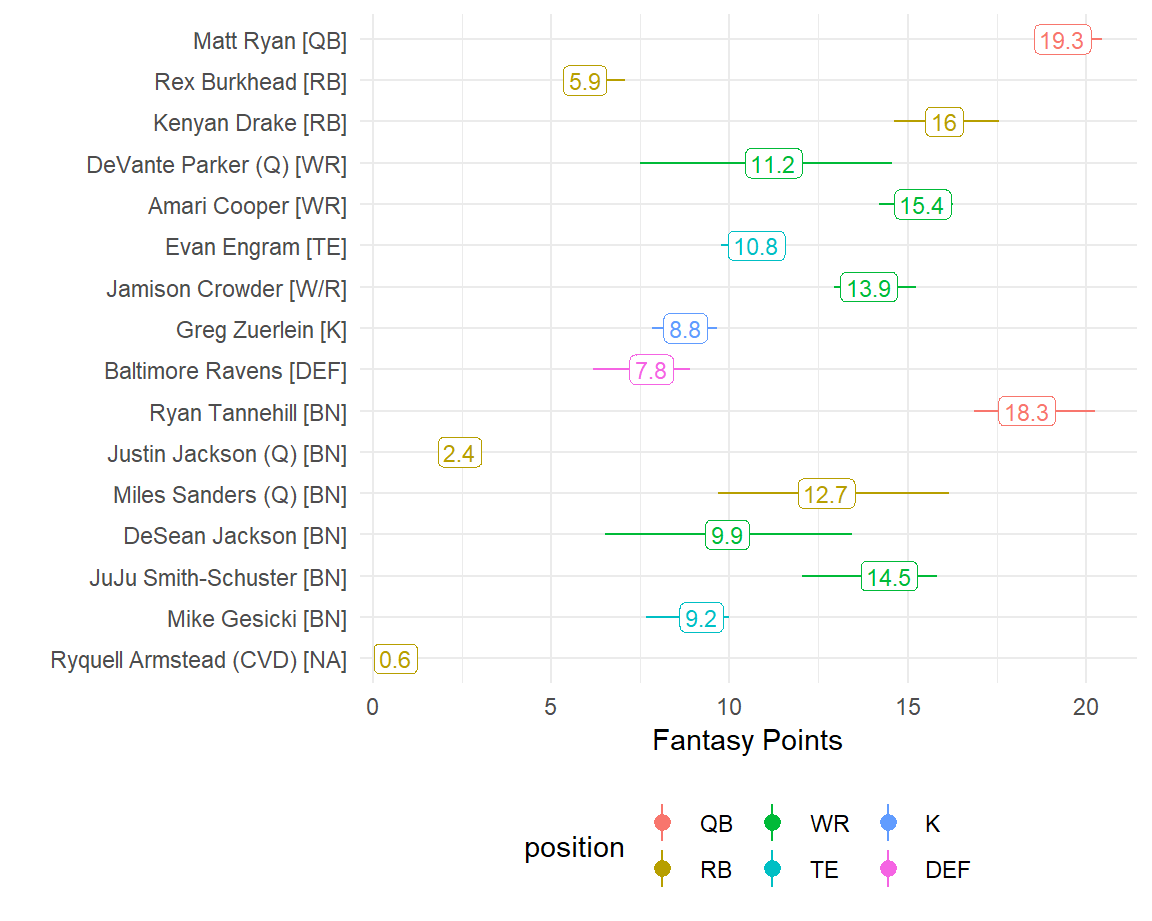 Matt Ryan [QB] 19.3
Rex Burkhead [RB] 5.9
Kenyan Drake [RB] 16
DeVante Parker (Q) [WR] 11.2
Amari Cooper [WR] 15.4
Evan Engram [TE] 10.8
Jamison Crowder [W/R] 13.9
Greg Zuerlein [K] 8.8
Baltimore Ravens [DEF] 7.8
Ryan Tannehill [BN] 18.3
Justin Jackson (Q) [BN] 2.4
Miles Sanders (Q) [BN] 12.7
DeSean Jackson [BN] 9.9
JuJu Smith-Schuster [BN] 14.5
Mike Gesicki [BN] 9.2
Ryquell Armstead (CVD) [NA] 0.6
0 5 10 15 20
Fantasy Points
position
QB WR K
RB TE DEF